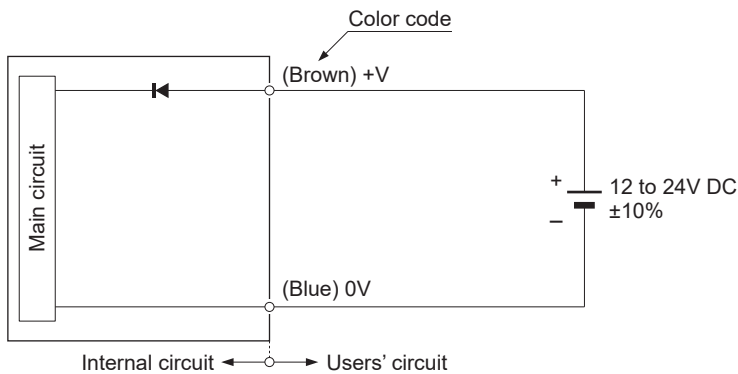 Color code
(Brown) +V
Main circuit
+
12 to 24V DC
–
±10%
(Blue) 0V
Internal circuit
Users’ circuit